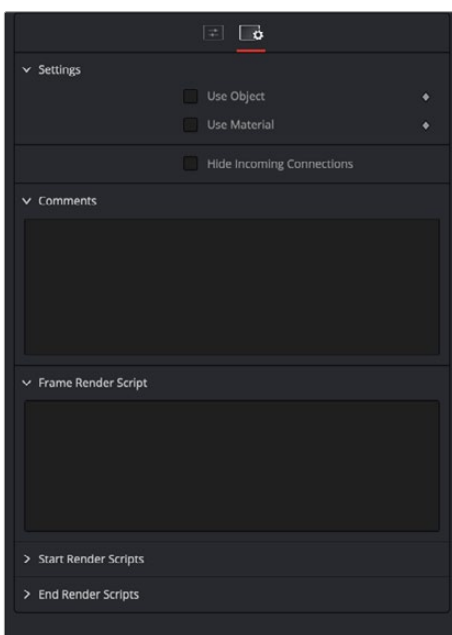 Settings
Use Object
Use Material
Hide Incoming Connections
Comments
Frame Render Script
Start Render Scripts
End Render Scripts